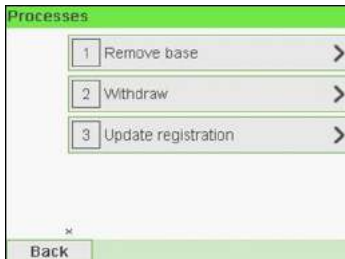 Processes
1 Remove base
2 Withdraw
3 Update registration
Back